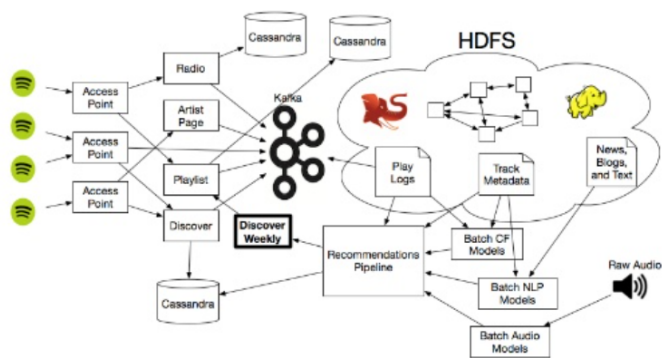 Cassandra
Cassandra
HDFS
Radio
Kafka
Access
Point
Artist
Page
Access
Point
Playlist
Access
Point
Discover
Discover
Weekly
Cassandra
Play
Logs
Track
Metadata
News,
Blogs,
and Text
Recommendations
Pipeline
Batch CF
Models
Batch NLP
Models
Batch Audio
Models
Raw Audio